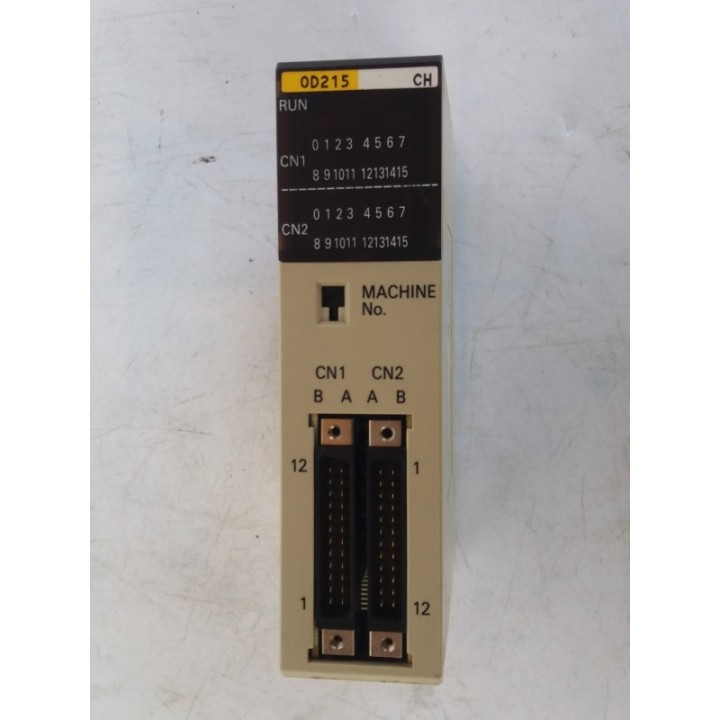 OD215 CH
RUN
0 1 2 3 4 5 6 7
CN1
8 9 10 11 12 13 14 15
0 1 2 3 4 5 6 7
CN2
8 9 10 11 12 13 14 15
MACHINE
No.
CN1 CN2
B A A B
12 1
1 12